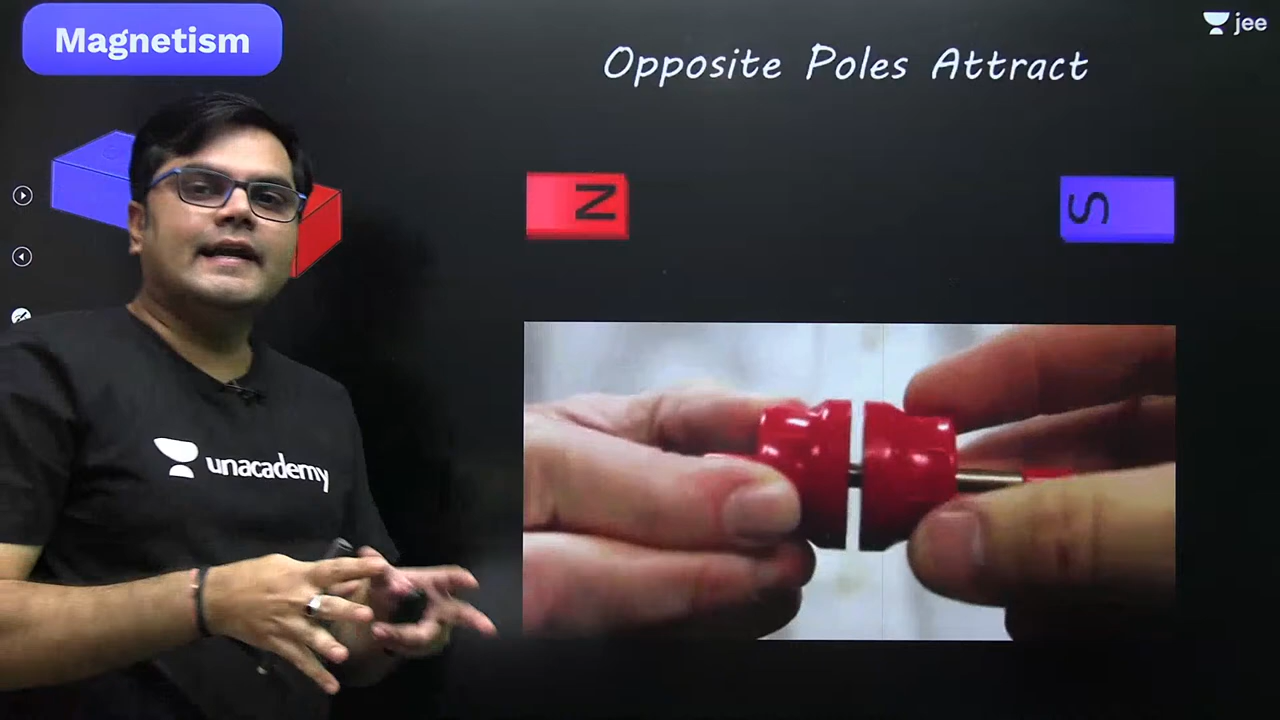 Magnetism
jee
Opposite Poles Attract
N
S
unacademy